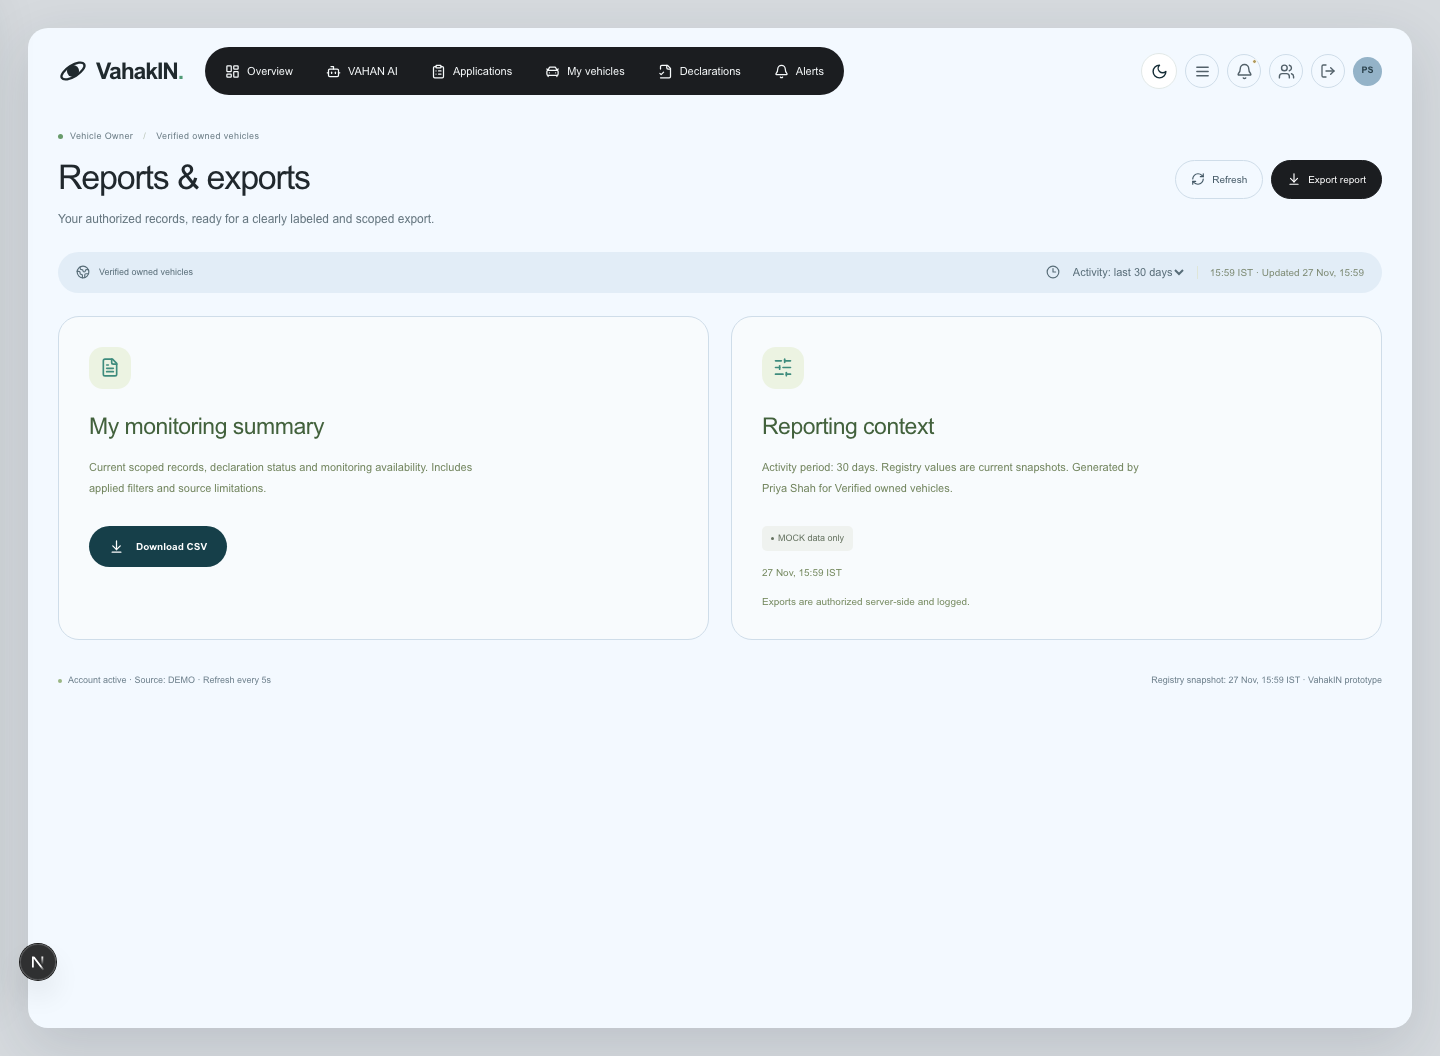 VahakIN.
Overview
VAHAN AI
Applications
My vehicles
Declarations
Alerts
PS
Vehicle Owner / Verified owned vehicles
Reports & exports
Refresh
Export report
Your authorized records, ready for a clearly labeled and scoped export.
Verified owned vehicles
Activity: last 30 days
15:59 IST · Updated 27 Nov, 15:59
My monitoring summary
Current scoped records, declaration status and monitoring availability. Includes
applied filters and source limitations.
Download CSV
Reporting context
Activity period: 30 days. Registry values are current snapshots. Generated by
Priya Shah for Verified owned vehicles.
• MOCK data only
27 Nov, 15:59 IST
Exports are authorized server-side and logged.
Account active · Source: DEMO · Refresh every 5s
Registry snapshot: 27 Nov, 15:59 IST · VahakIN prototype
N